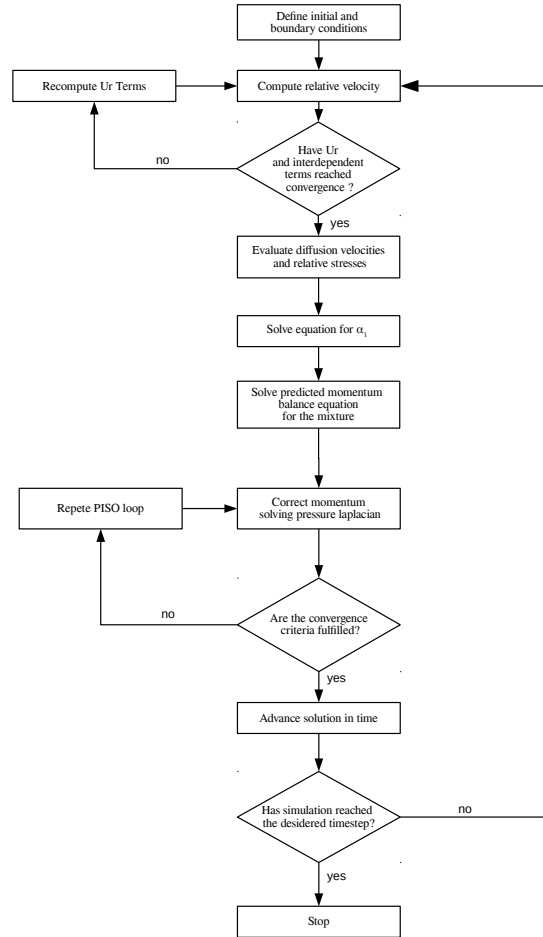 Define initial and
boundary conditions
Recompute Ur Terms
Compute relative velocity
Have Ur
and interdependent
terms reached
convergence ?
no
yes
Evaluate diffusion velocities
and relative stresses
Solve equation for α₁
Solve predicted momentum
balance equation
for the mixture
Repete PISO loop
Correct momentum
solving pressure laplacian
Are the convergence
criteria fulfilled?
no
yes
Advance solution in time
Has simulation reached
the desidered timestep?
no
yes
Stop